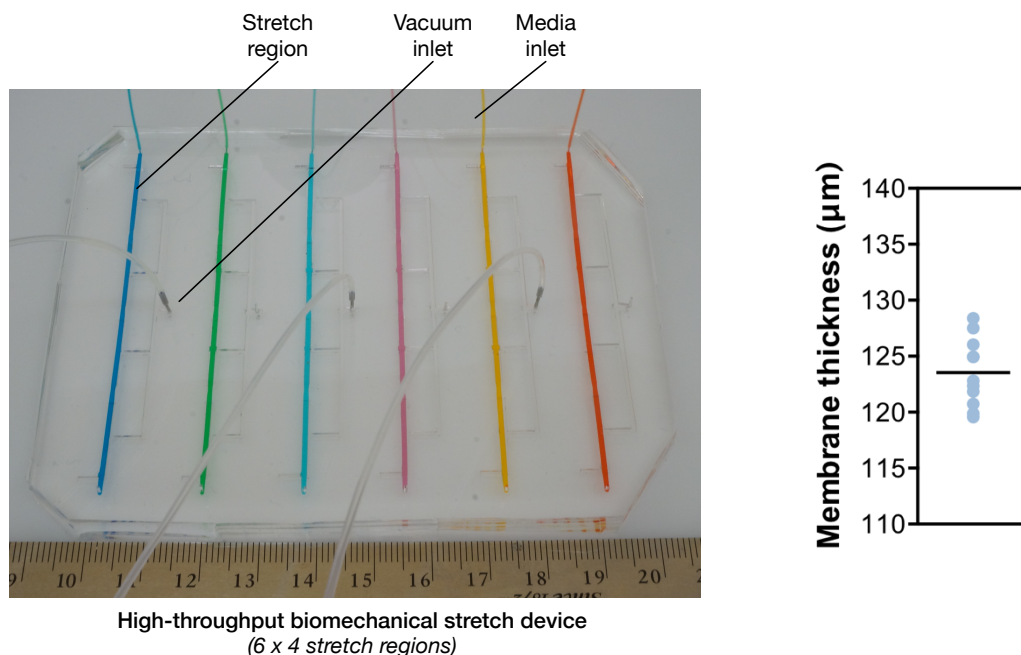 Stretch
region
Vacuum
inlet
Media
inlet
9 10 11 12 13 14 15 16 17 18 19 20 2
High-throughput biomechanical stretch device
(6 x 4 stretch regions)
Membrane thickness (µm)
140
135
130
125
120
115
110